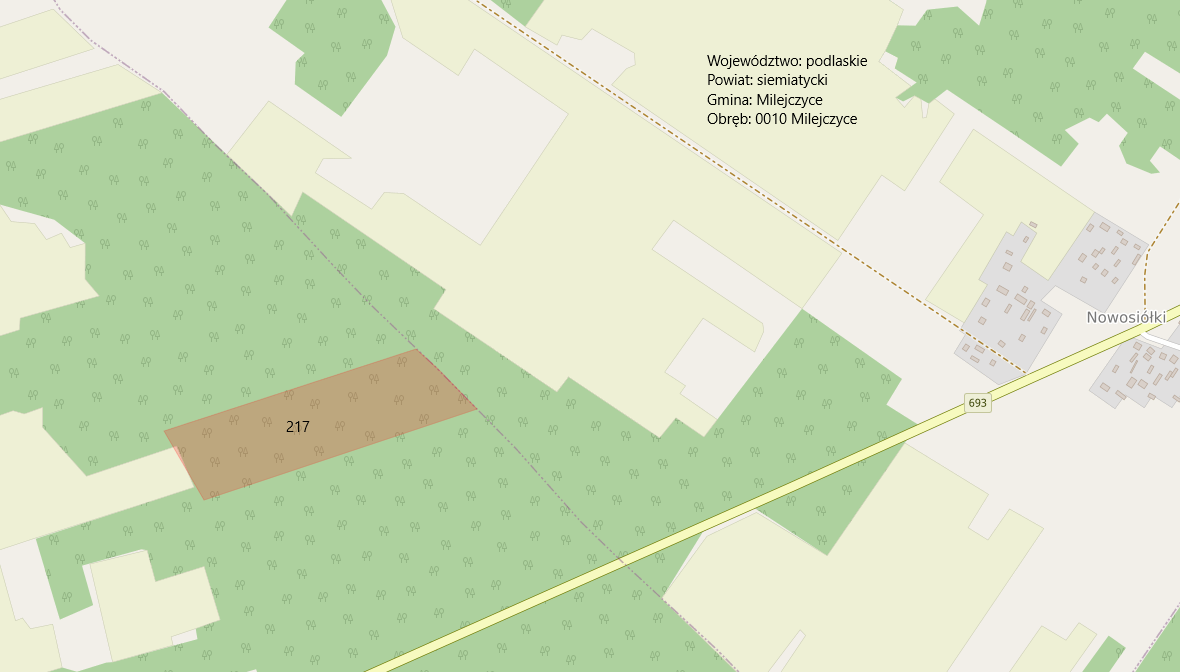 Województwo: podlaskie
Powiat: siemiatycki
Gmina: Milejczyce
Obręb: 0010 Milejczyce
Nowosiółki
693
217